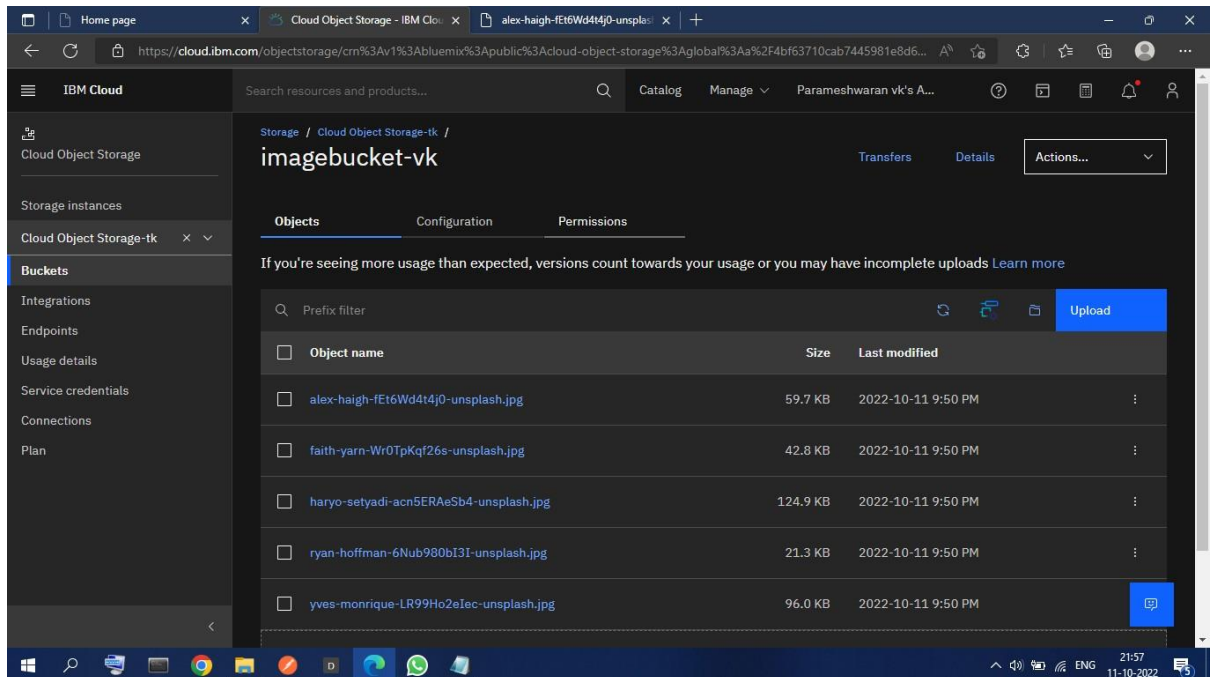 Home page
Cloud Object Storage - IBM Clou
alex-haigh-fEt6Wd4t4j0-unsplas
https://cloud.ibm.com/objectstorage/crn%3Av1%3Abluemix%3Apublic%3Acloud-object-storage%3Aglobal%3Aa%2F4bf63710cab7445981e8d6...
IBM Cloud
Search resources and products...
Catalog
Manage
Parameshwaran vk's A...
Cloud Object Storage
Storage instances
Cloud Object Storage-tk
Buckets
Integrations
Endpoints
Usage details
Service credentials
Connections
Plan
Storage / Cloud Object Storage-tk /
imagebucket-vk
Transfers
Details
Actions...
Objects
Configuration
Permissions
If you're seeing more usage than expected, versions count towards your usage or you may have incomplete uploads Learn more
Prefix filter
Upload
Object name Size Last modified
alex-haigh-fEt6Wd4t4j0-unsplash.jpg 59.7 KB 2022-10-11 9:50 PM
faith-yarn-Wr0TpKqf26s-unsplash.jpg 42.8 KB 2022-10-11 9:50 PM
haryo-setyadi-acn5ERAeSb4-unsplash.jpg 124.9 KB 2022-10-11 9:50 PM
ryan-hoffman-6Nub980bI3I-unsplash.jpg 21.3 KB 2022-10-11 9:50 PM
yves-monrique-LR99Ho2eIec-unsplash.jpg 96.0 KB 2022-10-11 9:50 PM
D
ENG
21:57
11-10-2022
5